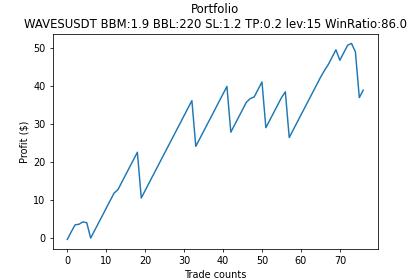 Portfolio
WAVESUSDT BBM:1.9 BBL:220 SL:1.2 TP:0.2 lev:15 WinRatio:86.0
50
40
30
20
10
0
Profit ($)
0 10 20 30 40 50 60 70
Trade counts